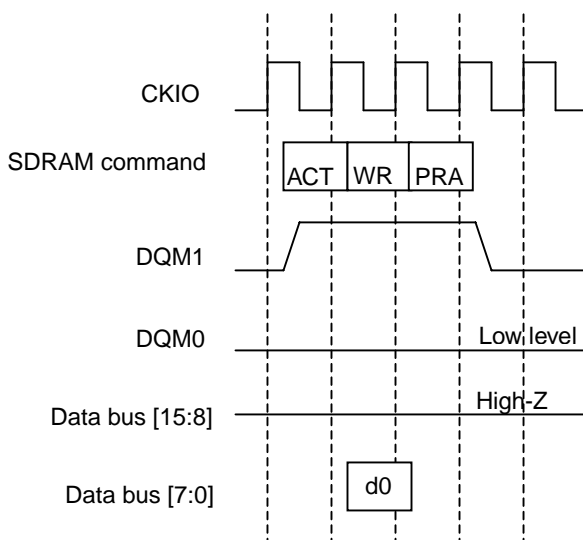 CKIO
SDRAM command
ACT WR PRA
DQM1
DQM0
Low level
Data bus [15:8]
High-Z
Data bus [7:0]
d0